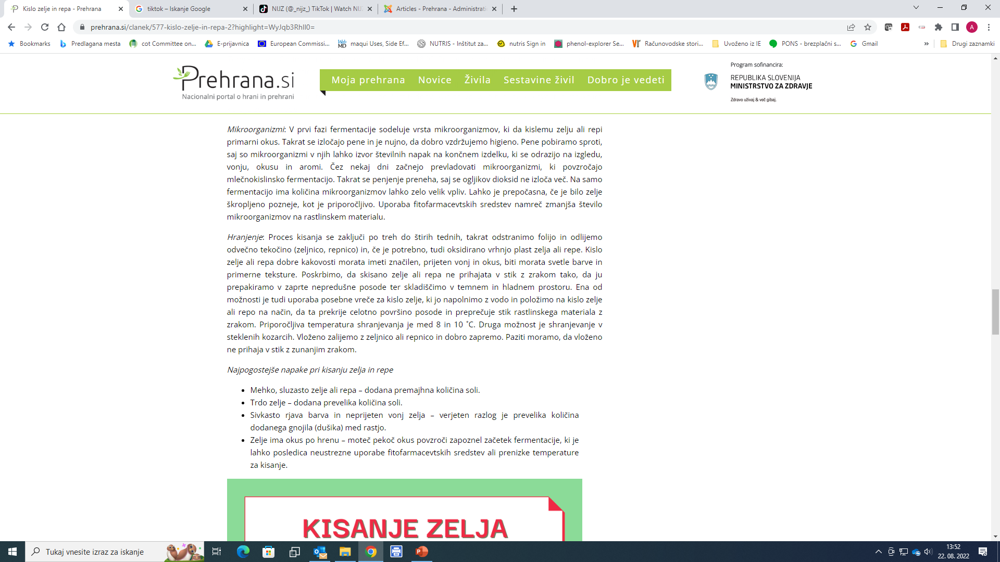 Kislo zelje in repa - Prehrana
tiktok – Iskanje Google
NIJZ (@_nijz_) TikTok | Watch NIJ
Articles - Prehrana - Administrati
prehrana.si/clanek/577-kislo-zelje-in-repa-2?highlight=WyJqb3RhIl0=
A
Bookmarks
Predlagana mesta
cot Committee on...
E-prijavnica
European Commissi...
maqui Uses, Side Ef...
NUTRIS - Inštitut za...
nutris Sign in
phenol-explorer Se...
Računovodske stori...
Uvoženo iz IE
PONS - brezplačni s...
Gmail
»
Drugi zaznamki
Prehrana.si
Nacionalni portal o hrani in prehrani
Moja prehrana
Novice
Živila
Sestavine živil
Dobro je vedeti
Program sofinancira:
REPUBLIKA SLOVENIJA
MINISTRSTVO ZA ZDRAVJE
Zdravo uživaj & več gibaj.
Mikroorganizmi: V prvi fazi fermentacije sodeluje vrsta mikroorganizmov, ki da kislemu zelju ali repi
primarni okus. Takrat se izločajo pene in je nujno, da dobro vzdržujemo higieno. Pene pobiramo sproti,
saj so mikroorganizmi v njih lahko izvor številnih napak na končnem izdelku, ki se odrazijo na izgledu,
vonju, okusu in aromi. Čez nekaj dni začnejo prevladovati mikroorganizmi, ki povzročajo
mlečnokislinsko fermentacijo. Takrat se penjenje preneha, saj se ogljikov dioksid ne izloča več. Na samo
fermentacijo ima količina mikroorganizmov lahko zelo velik vpliv. Lahko je prepočasna, če je bilo zelje
škropljeno pozneje, kot je priporočljivo. Uporaba fitofarmacevtskih sredstev namreč zmanjša število
mikroorganizmov na rastlinskem materialu.
Hranjenje: Proces kisanja se zaključi po treh do štirih tednih, takrat odstranimo folijo in odlijemo
odvečno tekočino (zeljnico, repnico) in, če je potrebno, tudi oksidirano vrhnjo plast zelja ali repe. Kislo
zelje ali repa dobre kakovosti morata imeti značilen, prijeten vonj in okus, biti morata svetle barve in
primerne teksture. Poskrbimo, da skisano zelje ali repa ne prihajata v stik z zrakom tako, da ju
prepakiramo v zaprte nepredušne posode ter skladiščimo v temnem in hladnem prostoru. Ena od
možnosti je tudi uporaba posebne vreče za kislo zelje, ki jo napolnimo z vodo in položimo na kislo zelje
ali repo na način, da ta prekrije celotno površino posode in preprečuje stik rastlinskega materiala z
zrakom. Priporočljiva temperatura shranjevanja je med 8 in 10 ˚C. Druga možnost je shranjevanje v
steklenih kozarcih. Vloženo zalijemo z zeljnico ali repnico in dobro zapremo. Paziti moramo, da vloženo
ne prihaja v stik z zunanjim zrakom.
Najpogostejše napake pri kisanju zelja in repe
• Mehko, sluzasto zelje ali repa – dodana premajhna količina soli.
• Trdo zelje – dodana prevelika količina soli.
• Sivkasto rjava barva in neprijeten vonj zelja – verjeten razlog je prevelika količina
dodanega gnojila (dušika) med rastjo.
• Zelje ima okus po hrenu – moteč pekoč okus povzroči zapoznel začetek fermentacije, ki je
lahko posledica neustrezne uporabe fitofarmacevtskih sredstev ali prenizke temperature
za kisanje.
KISANJE ZELJA
Tukaj vnesite izraz za iskanje
13:52
22. 08. 2022